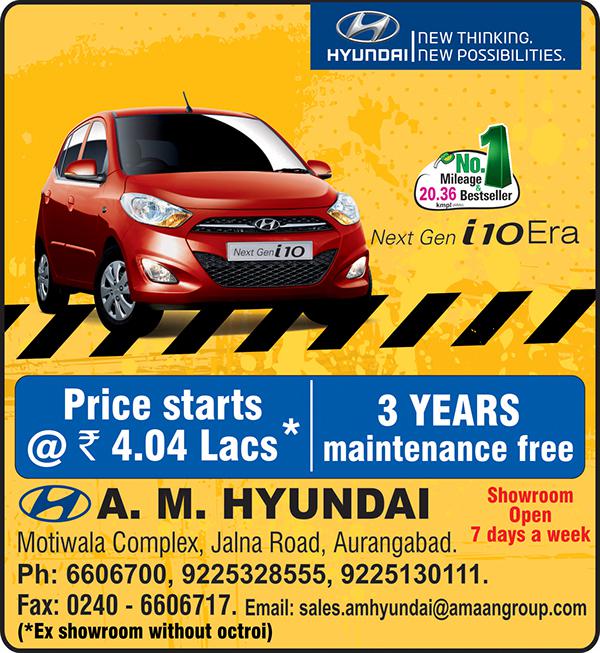 HYUNDAI
NEW THINKING.
NEW POSSIBILITIES.
No.1
Mileage
&
20.36 Bestseller
kmpl
Next Gen i10 Era
Next Gen i10
Price starts
@ ₹ 4.04 Lacs*
3 YEARS
maintenance free
A. M. HYUNDAI
Showroom
Open
7 days a week
Motiwala Complex, Jalna Road, Aurangabad.
Ph: 6606700, 9225328555, 9225130111.
Fax: 0240 - 6606717. Email: sales.amhyundai@amaangroup.com
(*Ex showroom without octroi)